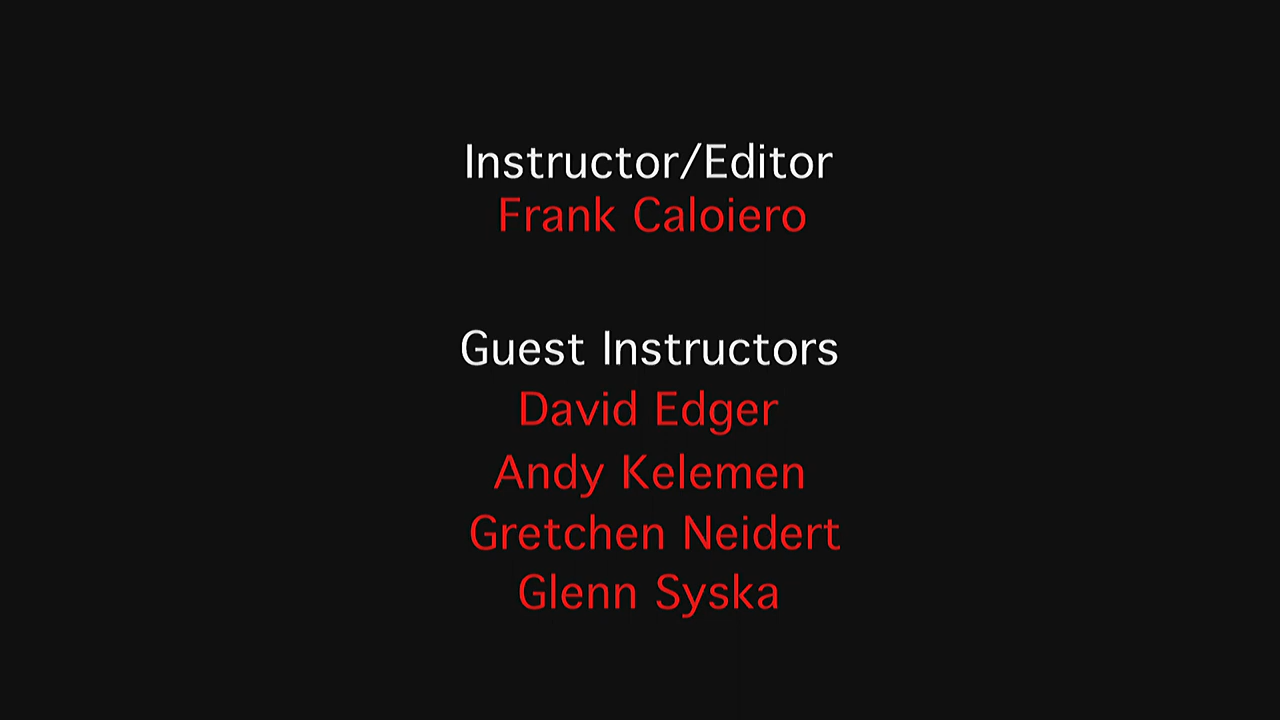 Instructor/Editor
Frank Caloiero
Guest Instructors
David Edger
Andy Kelemen
Gretchen Neidert
Glenn Syska